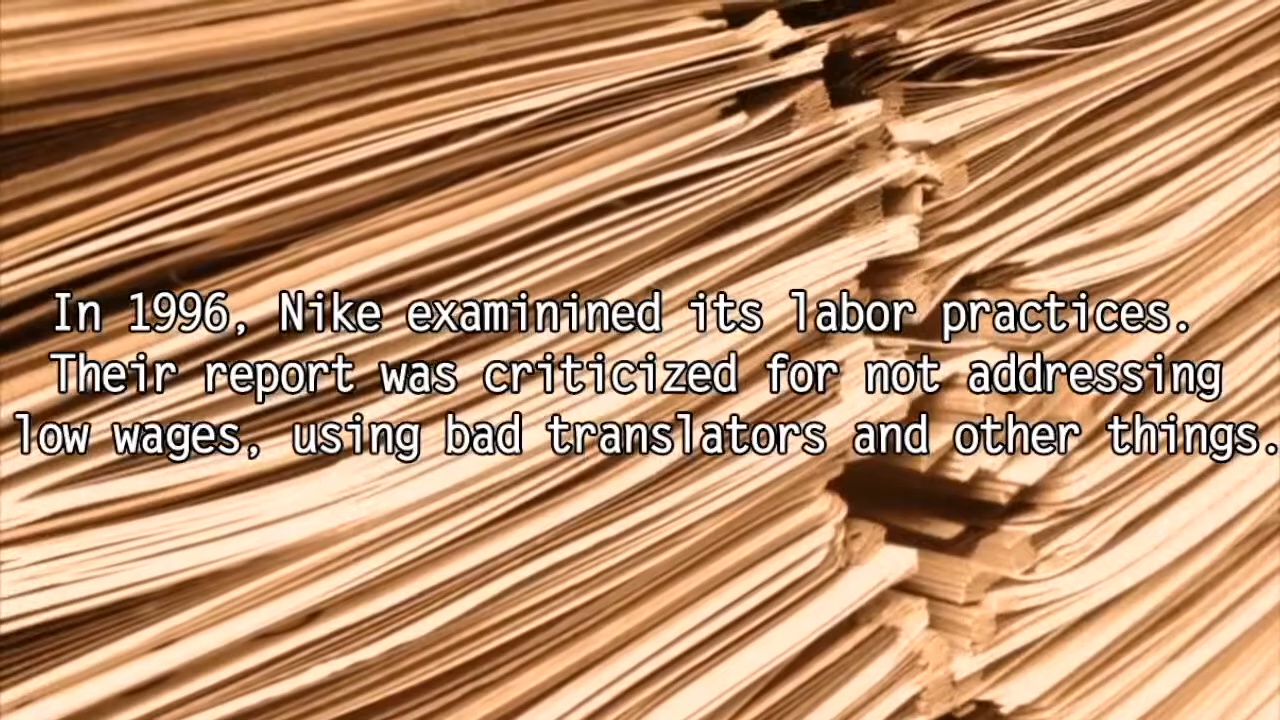 In 1996, Nike examinined its labor practices.
Their report was criticized for not addressing
low wages, using bad translators and other things.